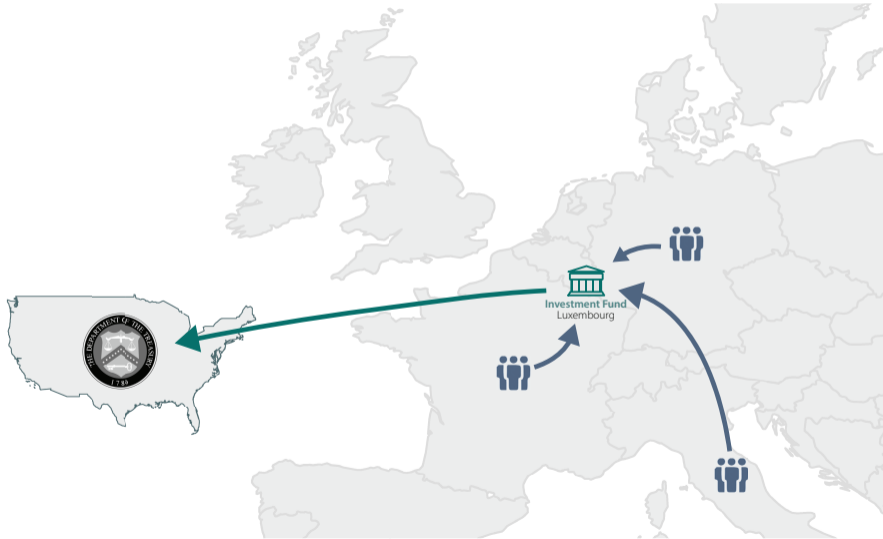 THE DEPARTMENT OF THE TREASURY
1789
Investment Fund
Luxembourg